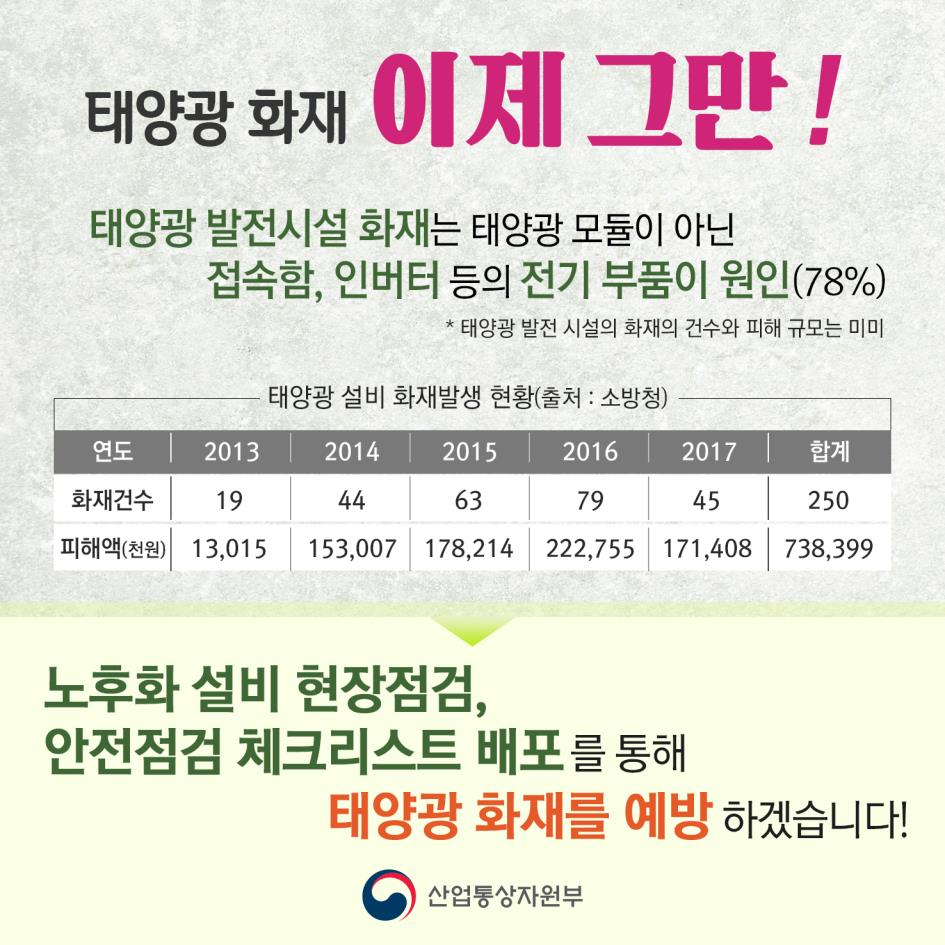 태양광 화재 이제 그만!
태양광 발전시설 화재는 태양광 모듈이 아닌
접속함, 인버터 등의 전기 부품이 원인(78%)
* 태양광 발전 시설의 화재의 건수와 피해 규모는 미미
태양광 설비 화재발생 현황(출처 : 소방청)
연도 2013 2014 2015 2016 2017 합계
화재건수 19 44 63 79 45 250
피해액(천원) 13,015 153,007 178,214 222,755 171,408 738,399
노후화 설비 현장점검,
안전점검 체크리스트 배포를 통해
태양광 화재를 예방 하겠습니다!
산업통상자원부